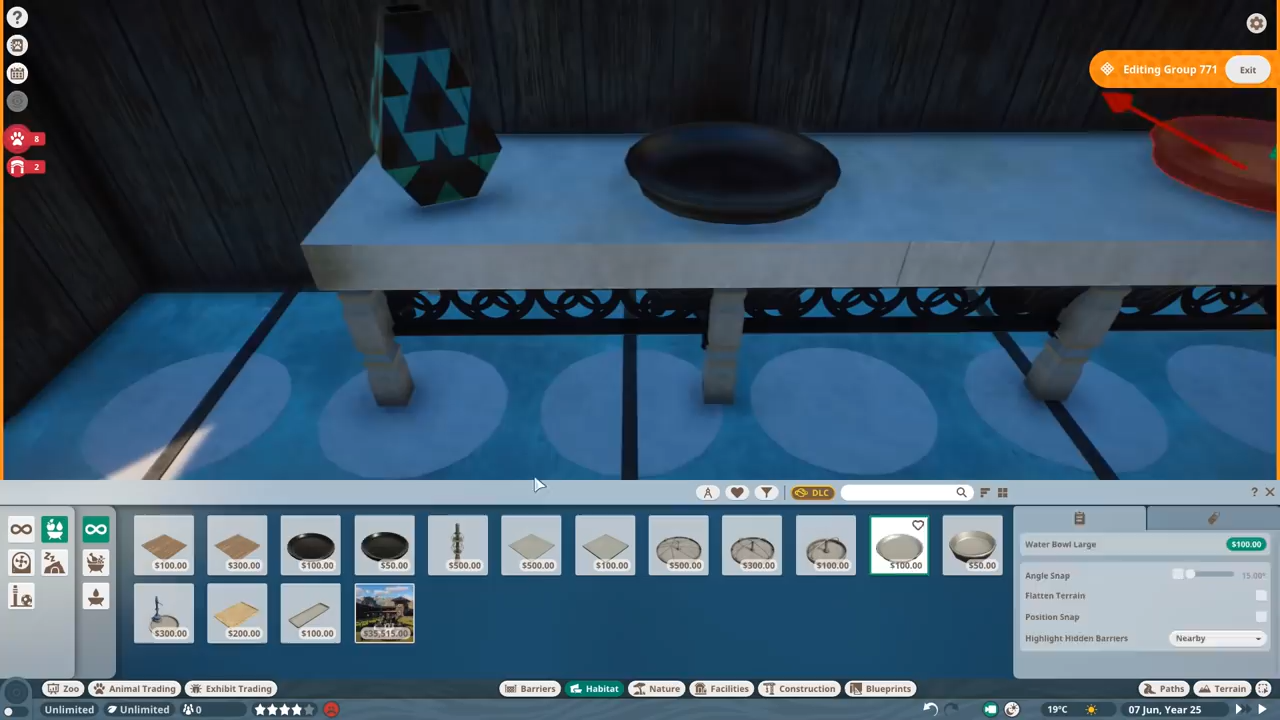 ?
Editing Group 771 Exit
8
2
DLC
? ×
$100.00 $300.00 $100.00 $50.00 $500.00 $500.00 $100.00 $500.00 $300.00 $100.00 $100.00 $50.00
$300.00 $200.00 $100.00 $35,515.00
Water Bowl Large $100.00
Angle Snap 15.00°
Flatten Terrain
Position Snap
Highlight Hidden Barriers Nearby
Zoo Animal Trading Exhibit Trading Barriers Habitat Nature Facilities Construction Blueprints Paths Terrain
Unlimited Unlimited 0 19°C 07 Jun, Year 25